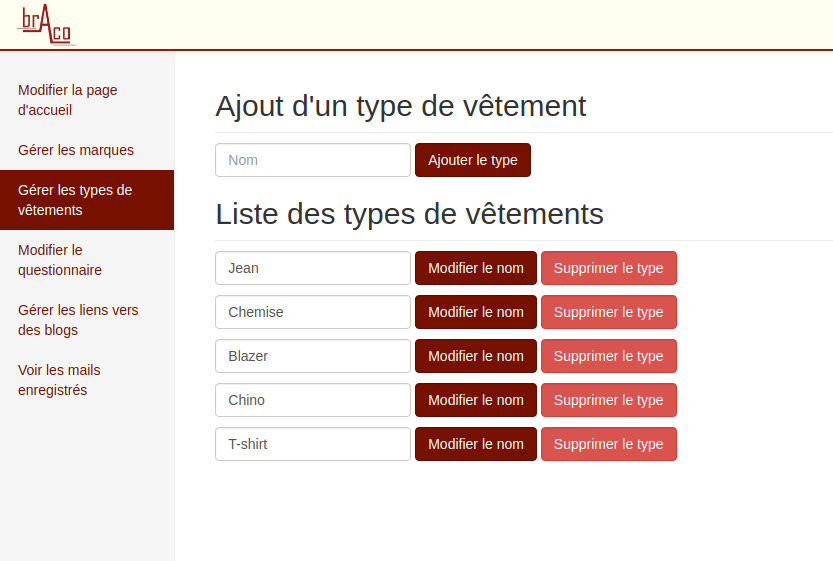 brAco
Modifier la page
d'accueil
Gérer les marques
Gérer les types de
vêtements
Modifier le
questionnaire
Gérer les liens vers
des blogs
Voir les mails
enregistrés
Ajout d'un type de vêtement
Nom Ajouter le type
Liste des types de vêtements
Jean Modifier le nom Supprimer le type
Chemise Modifier le nom Supprimer le type
Blazer Modifier le nom Supprimer le type
Chino Modifier le nom Supprimer le type
T-shirt Modifier le nom Supprimer le type